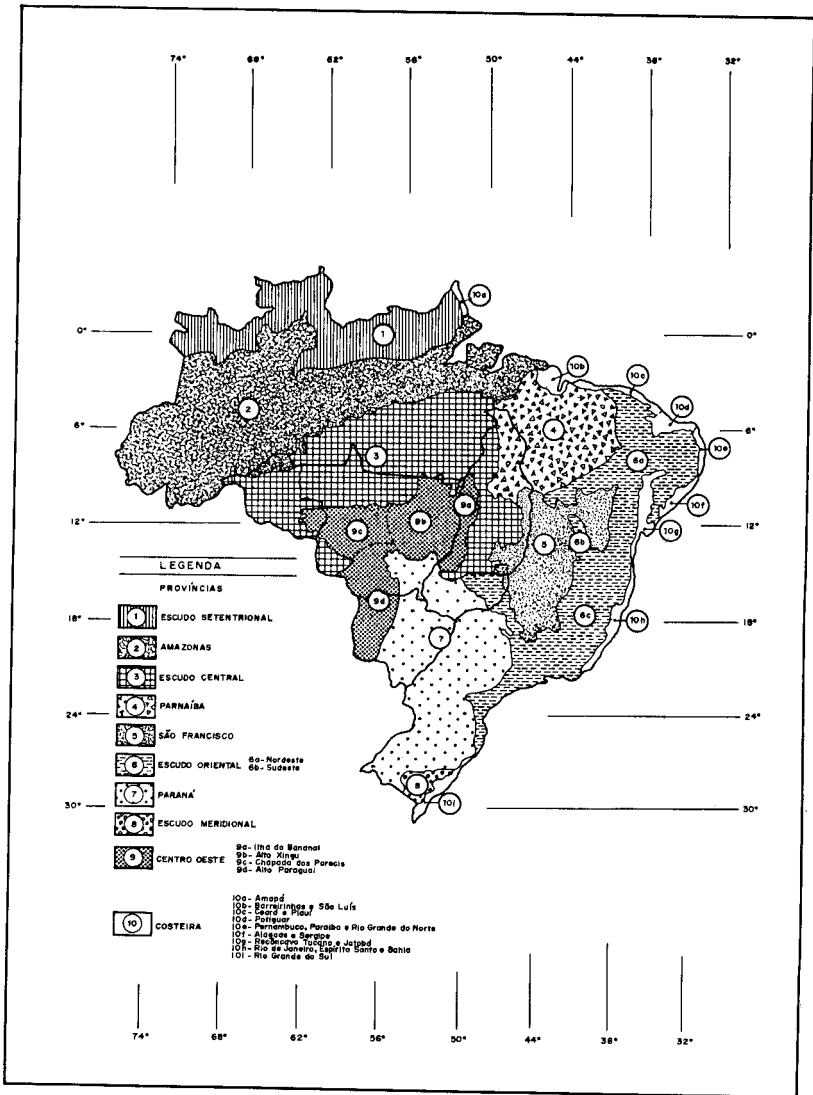 74° 68° 62° 56° 50° 44° 38° 32°
10a
0° 1 0°
10b
10c
2 4 10d
6° 6°
3 6a 10e
9a 10f
12° 9c 9b 5 6b 10g 12°
LEGENDA
PROVÍNCIAS
9d 6c 10h
18° 18°
7
1 ESCUDO SETENTRIONAL
2 AMAZONAS
3 ESCUDO CENTRAL
4 PARNAÍBA
24° 24°
5 SÃO FRANCISCO
6 ESCUDO ORIENTAL 6a-Nordeste
6b-Sudeste
7 PARANÁ
8
10i
30° 30°
8 ESCUDO MERIDIONAL
9 CENTRO OESTE 9a-Ilha do Bananal
9b-Alto Xingu
9c-Chapada dos Parecis
9d-Alto Paraguai
10 COSTEIRA 10a-Amapá
10b-Barreirinhas e São Luís
10c-Ceará e Piauí
10d-Potiguar
10e-Pernambuco, Paraíba e Rio Grande do Norte
10f-Alagoas e Sergipe
10g-Recôncavo Tucano e Jatobá
10h-Rio de Janeiro, Espírito Santo e Bahia
10i-Rio Grande do Sul
74° 68° 62° 56° 50° 44° 38° 32°